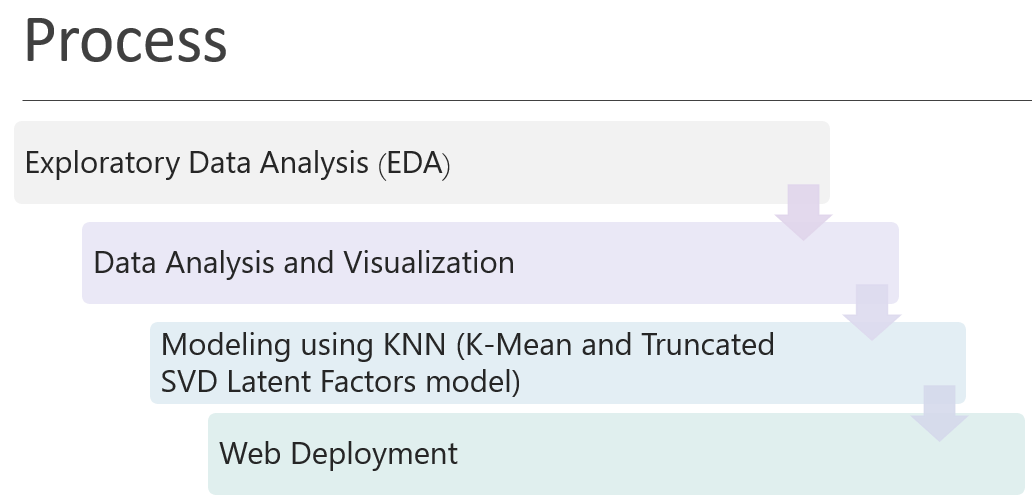 Process
Exploratory Data Analysis (EDA)
Data Analysis and Visualization
Modeling using KNN (K-Mean and Truncated
SVD Latent Factors model)
Web Deployment